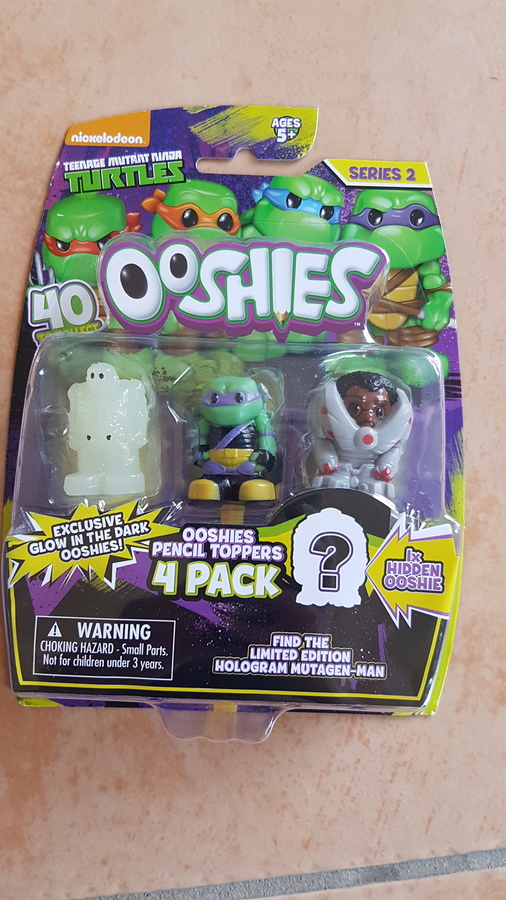 nickelodeon
AGES
5+
TEENAGE MUTANT NINJA
TURTLES
SERIES 2
OOSHIES
TM
40
EXCLUSIVE
GLOW IN THE DARK
OOSHIES!
OOSHIES
PENCIL TOPPERS
4 PACK
?
1x
HIDDEN
OOSHIE
WARNING
CHOKING HAZARD - Small Parts.
Not for children under 3 years.
FIND THE
LIMITED EDITION
HOLOGRAM MUTAGEN-MAN